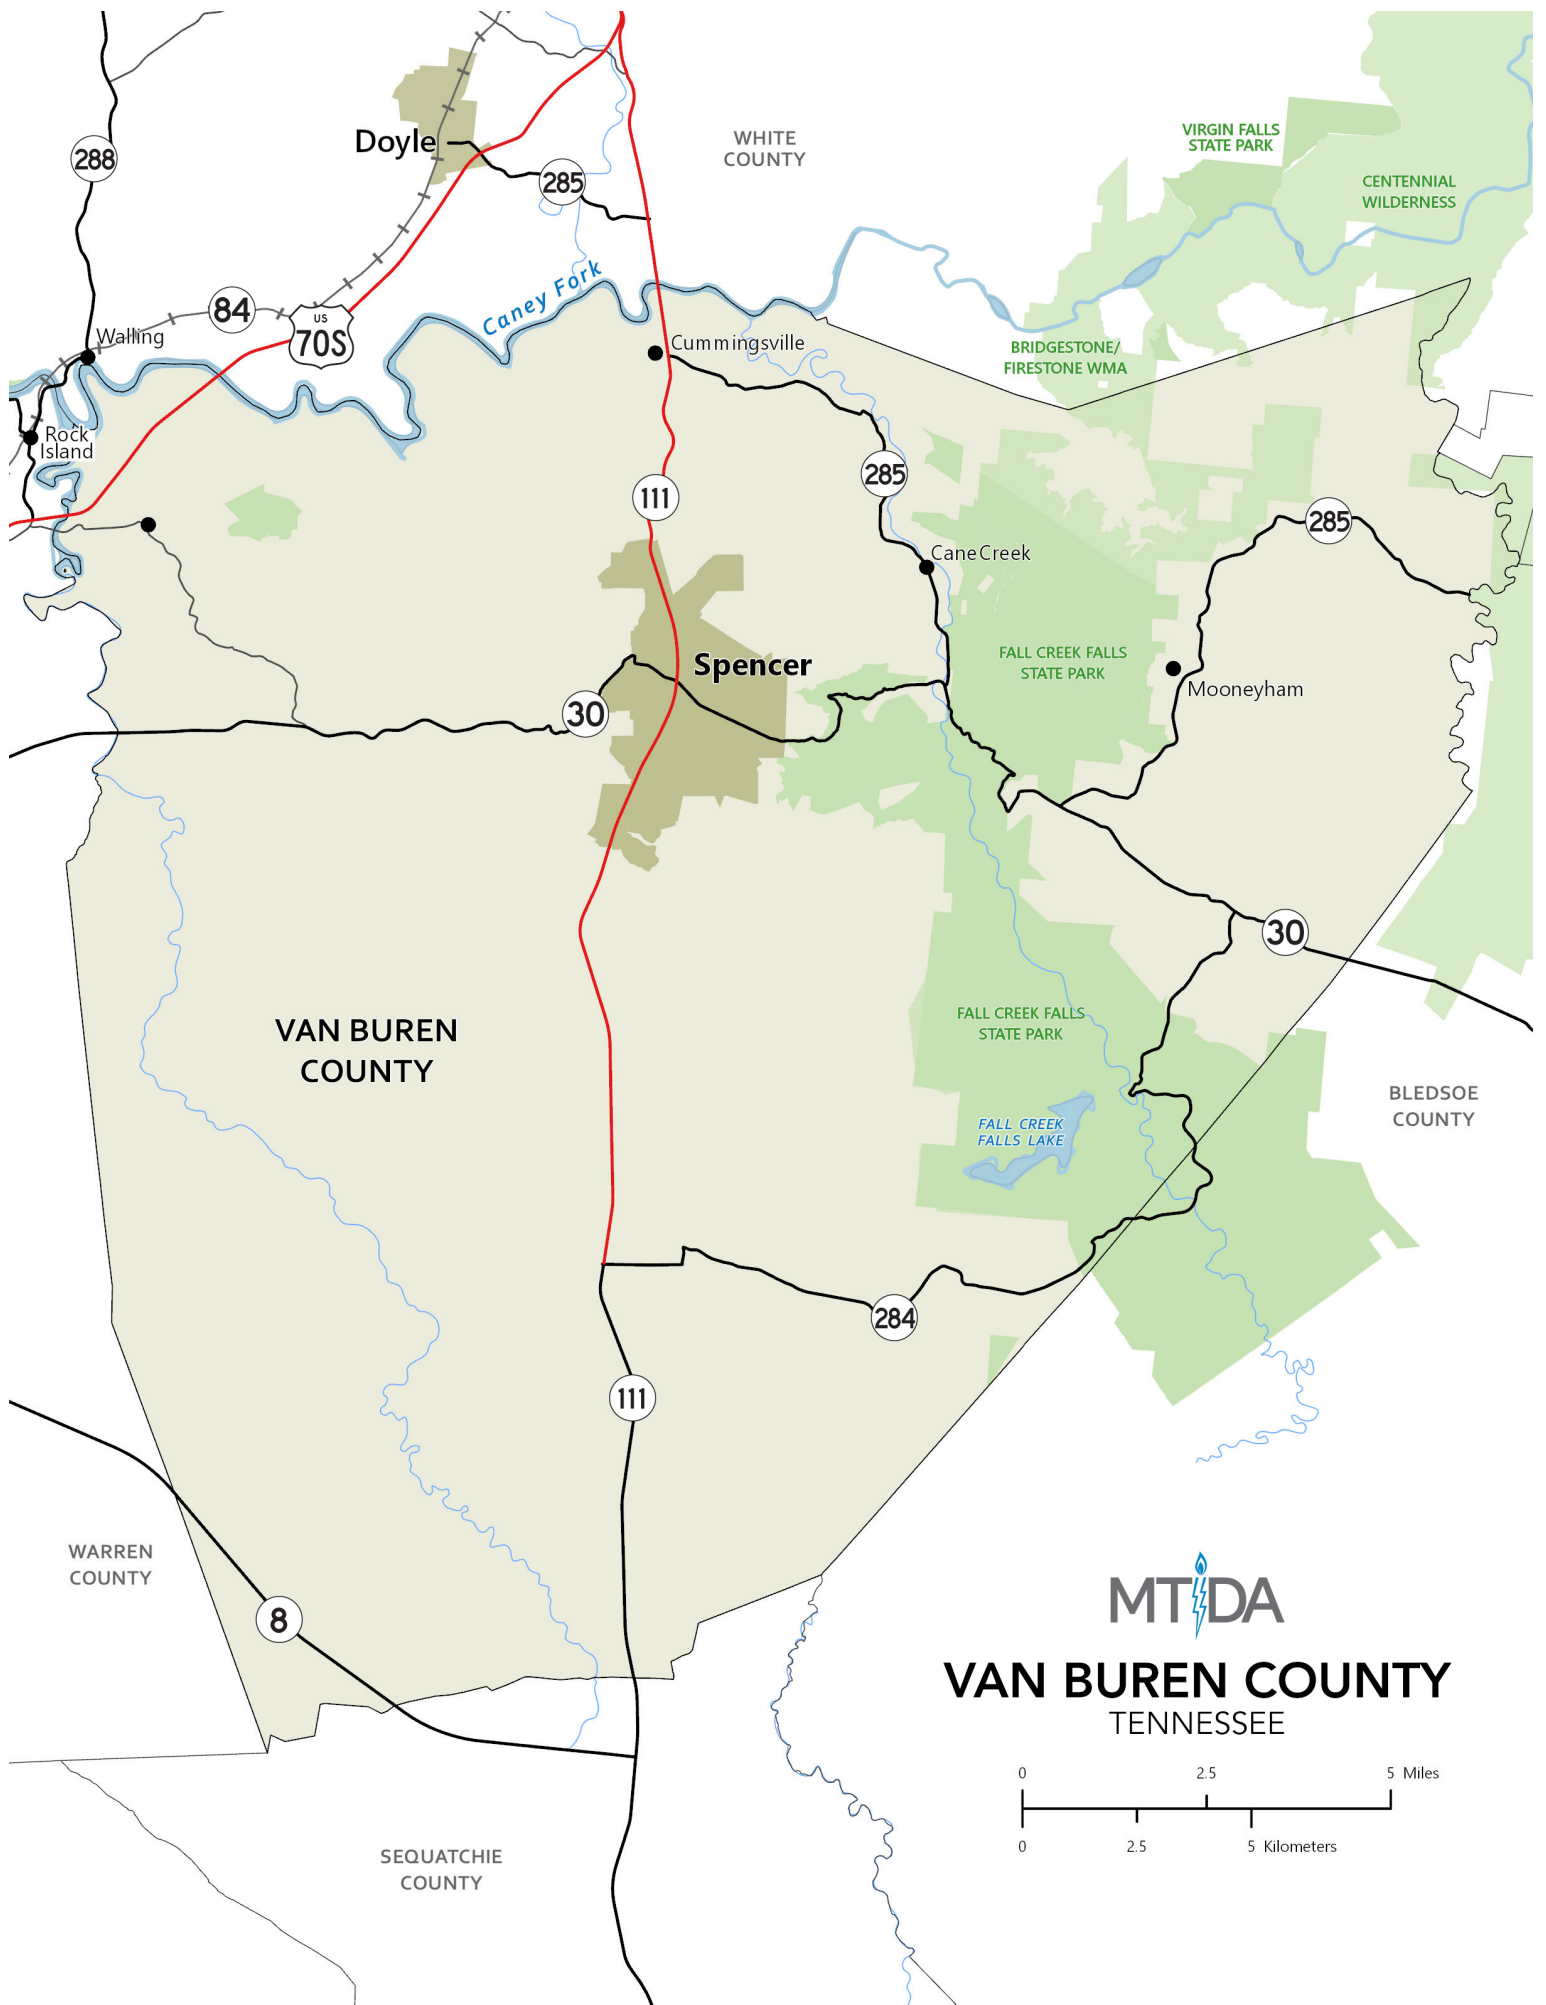 Doyle
WHITE
COUNTY
VIRGIN FALLS
STATE PARK
288
285
CENTENNIAL
WILDERNESS
Caney Fork
84
US
70S
Walling
Cummingsville
BRIDGESTONE/
FIRESTONE WMA
Rock
Island
285
111
285
CaneCreek
FALL CREEK FALLS
STATE PARK
Spencer
Mooneyham
30
30
VAN BUREN
COUNTY
FALL CREEK FALLS
STATE PARK
BLEDSOE
COUNTY
FALL CREEK
FALLS LAKE
284
111
WARREN
COUNTY
8
MTIDA
VAN BUREN COUNTY
TENNESSEE
0 2.5 5 Miles
0 2.5 5 Kilometers
SEQUATCHIE
COUNTY